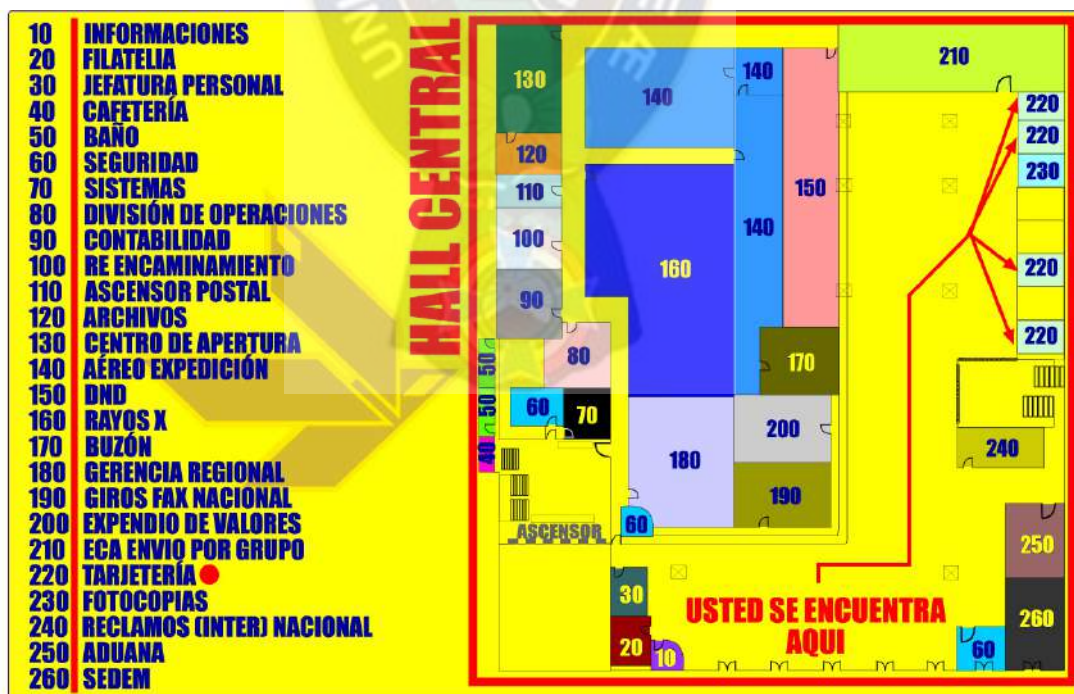 10 INFORMACIONES
20 FILATELIA
30 JEFATURA PERSONAL
40 CAFETERÍA
50 BAÑO
60 SEGURIDAD
70 SISTEMAS
80 DIVISIÓN DE OPERACIONES
90 CONTABILIDAD
100 RE ENCAMINAMIENTO
110 ASCENSOR POSTAL
120 ARCHIVOS
130 CENTRO DE APERTURA
140 AÉREO EXPEDICIÓN
150 DND
160 RAYOS X
170 BUZÓN
180 GERENCIA REGIONAL
190 GIROS FAX NACIONAL
200 EXPENDIO DE VALORES
210 ECA ENVIO POR GRUPO
220 TARJETERÍA
230 FOTOCOPIAS
240 RECLAMOS (INTER) NACIONAL
250 ADUANA
260 SEDEM
HALL CENTRAL
130
120
110
100
90
80
50
50
40
60
70
140
140
140
150
160
170
180
200
190
60
210
220
220
230
220
220
240
250
260
60
ASCENSOR
30
20
10
USTED SE ENCUENTRA
AQUI